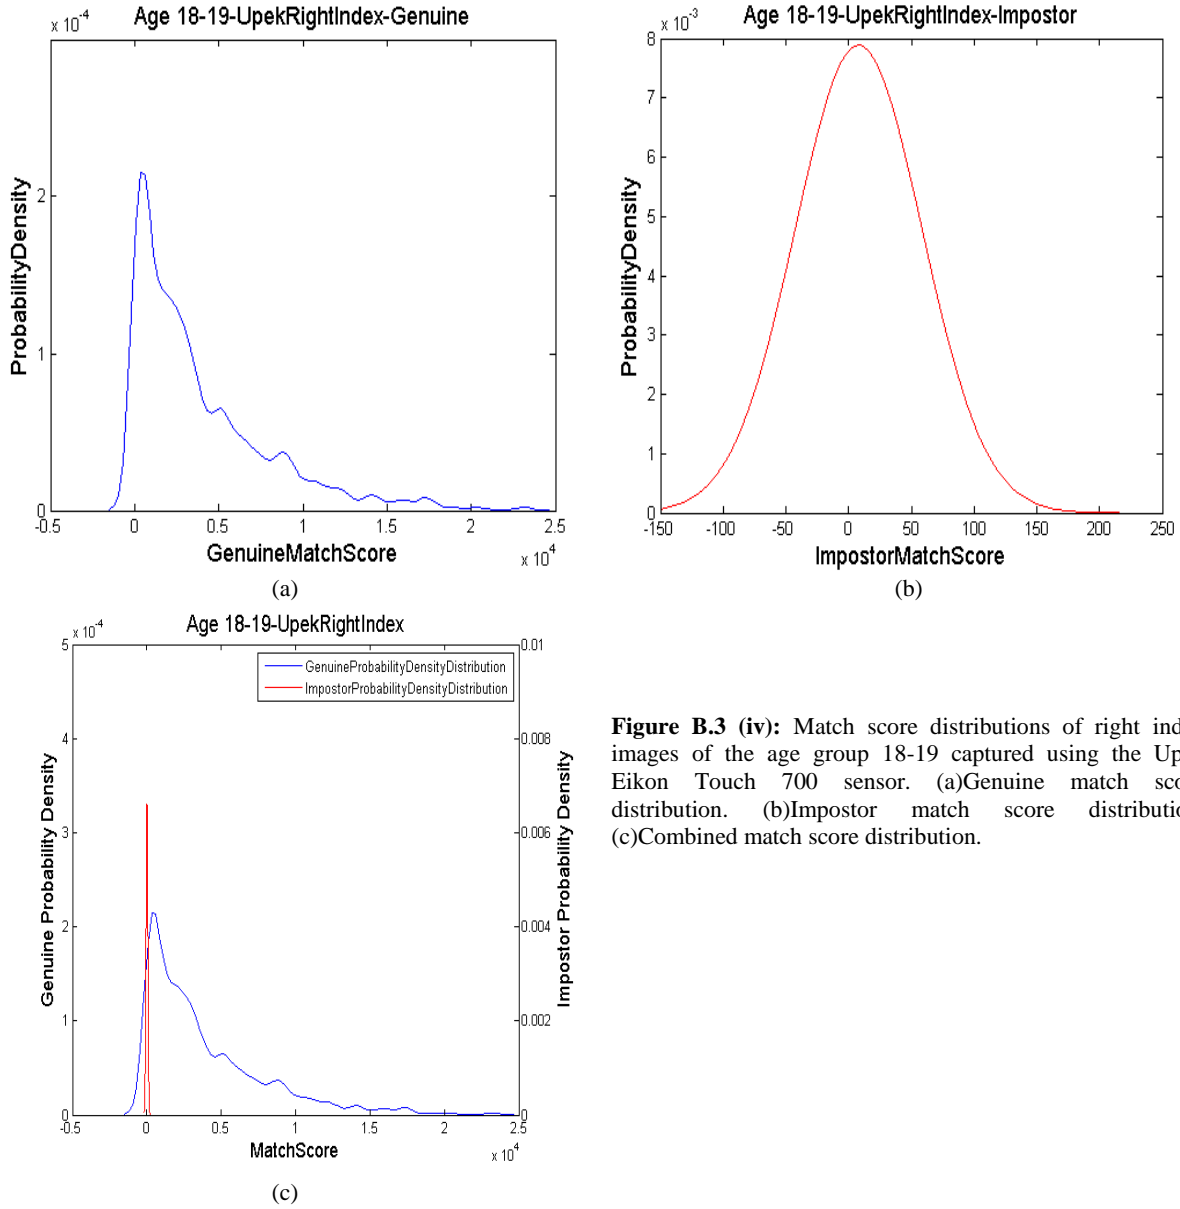 Age 18-19-UpekRightIndex-Genuine
x 10-4
2
1
0
-0.5 0 0.5 1 1.5 2 2.5
x 10^4
ProbabilityDensity
GenuineMatchScore
(a)
Age 18-19-UpekRightIndex-Impostor
x 10-3
8
7
6
5
4
3
2
1
0
-150 -100 -50 0 50 100 150 200 250
ProbabilityDensity
ImpostorMatchScore
(b)
Age 18-19-UpekRightIndex
x 10-4
5
4
3
2
1
0
-0.5 0 0.5 1 1.5 2 2.5
x 10^4
0.01
0.008
0.006
0.004
0.002
0
GenuineProbabilityDensityDistribution
ImpostorProbabilityDensityDistribution
Genuine Probability Density
Impostor Probability Density
MatchScore
(c)
Figure B.3 (iv): Match score distributions of right ind
images of the age group 18-19 captured using the Up
Eikon Touch 700 sensor. (a)Genuine match sco
distribution. (b)Impostor match score distributio
(c)Combined match score distribution.